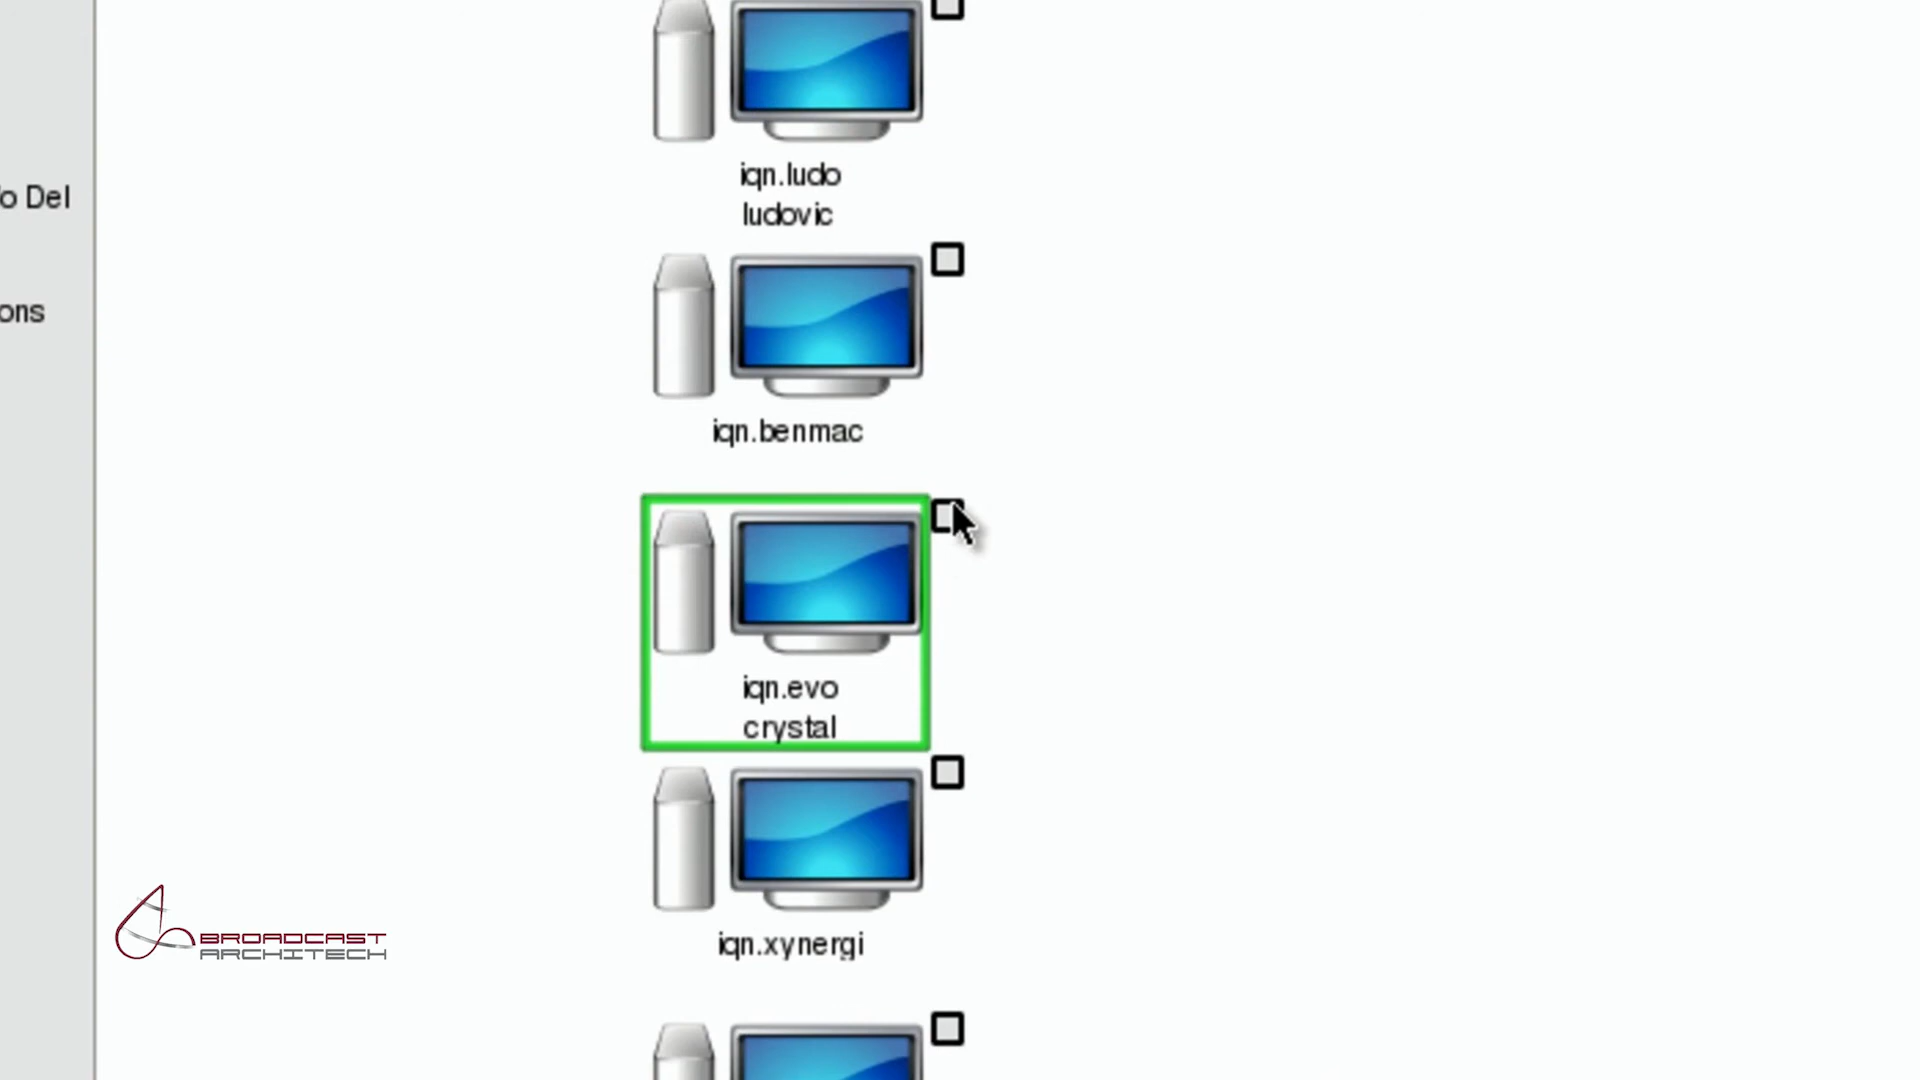 iqn.ludo
ludovic
o Del
ons
iqn.benmac
iqn.evo
crystal
iqn.xynergi
BROADCAST
ARCHITECH